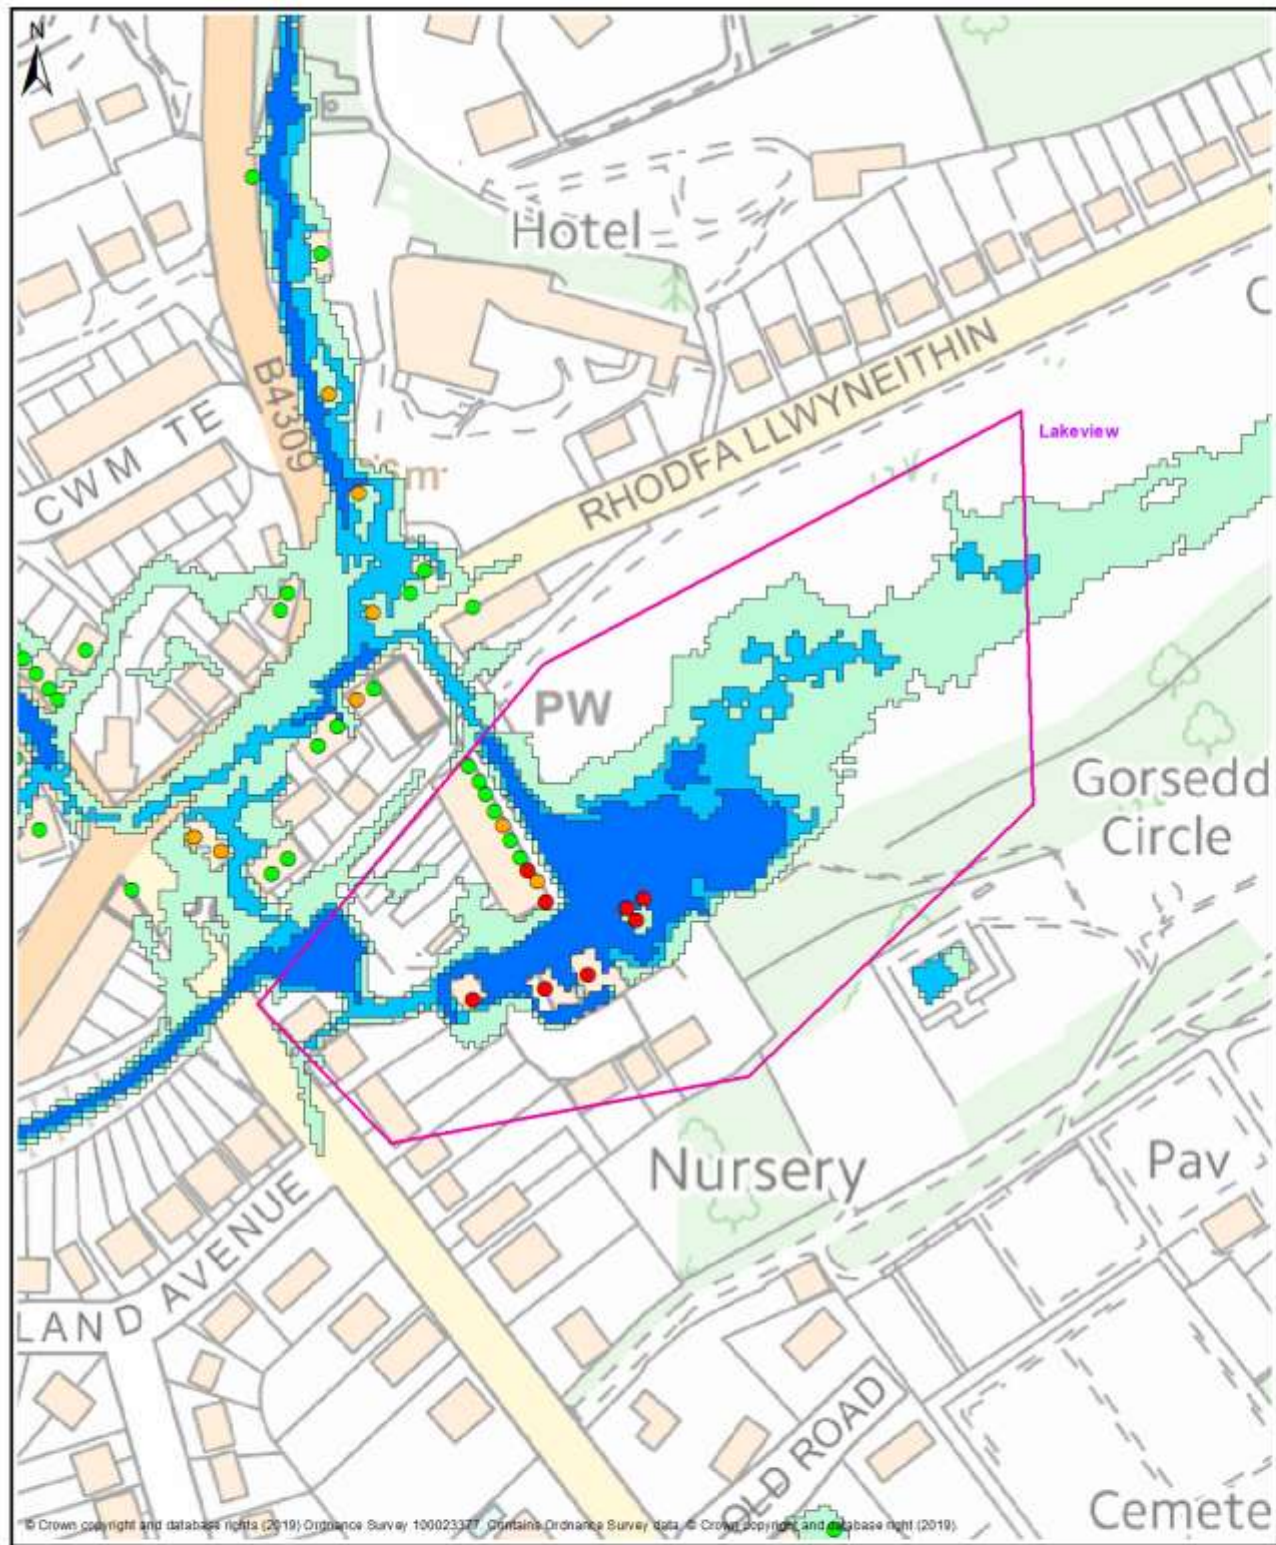 N
Hotel
C
B4309
RHODFA LLWYNEITHIN
Lakeview
CWM TE
PW
Gorsedd
Circle
Nursery
Pav
LAND AVENUE
OLD ROAD
Cemete
© Crown copyright and database rights (2019) Ordnance Survey 100023377. Contains Ordnance Survey data. © Crown copyright and database right (2019).